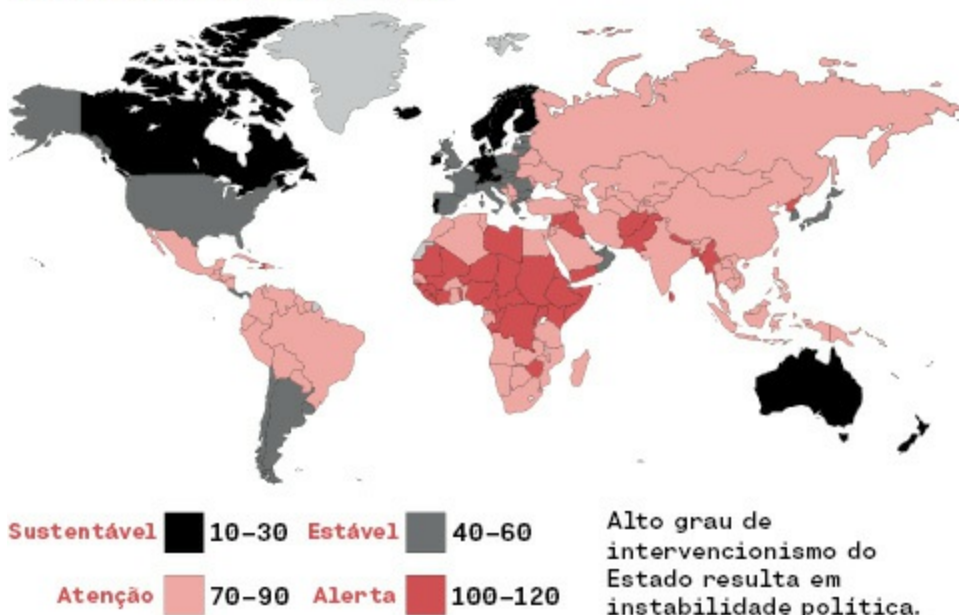 Sustentável 10-30 Estável 40-60
Atenção 70-90 Alerta 100-120
Alto grau de
intervencionismo do
Estado resulta em
instabilidade política.